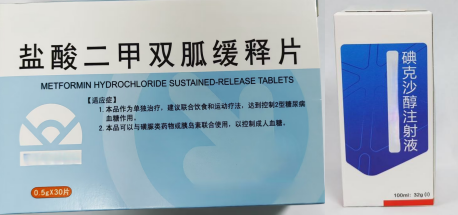 盐酸二甲双胍缓释片
METFORMIN HYDROCHLORIDE SUSTAINED-RELEASE TABLETS
【适应症】
1. 本品作为单独治疗，建议联合饮食和运动疗法，达到控制2型糖尿病
血糖作用。
2. 本品可以与磺脲类药物或胰岛素联合使用，以控制成人血糖。
0.5gX30片
碘克沙醇注射液
100ml: 32g (I)